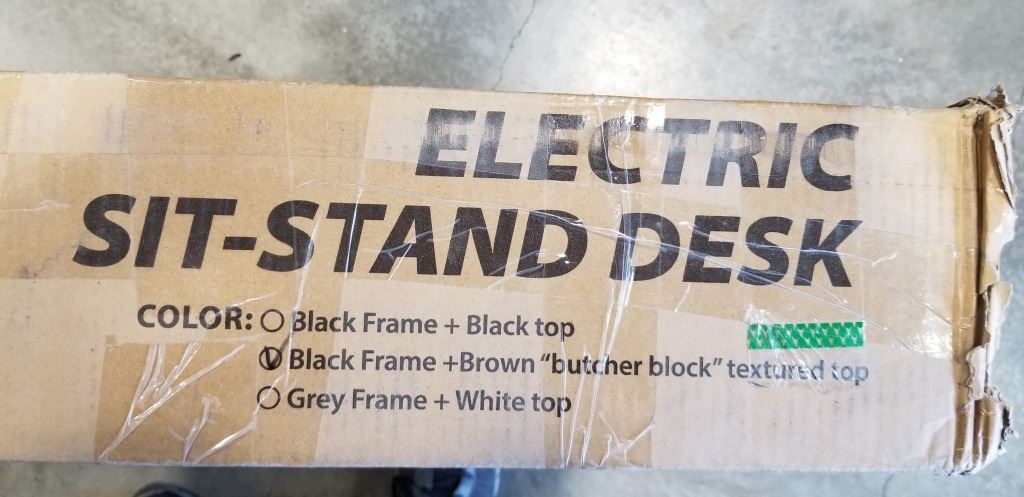 ELECTRIC
SIT-STAND DESK
COLOR: Black Frame + Black top
Black Frame +Brown “butcher block” textured top
Grey Frame + White top